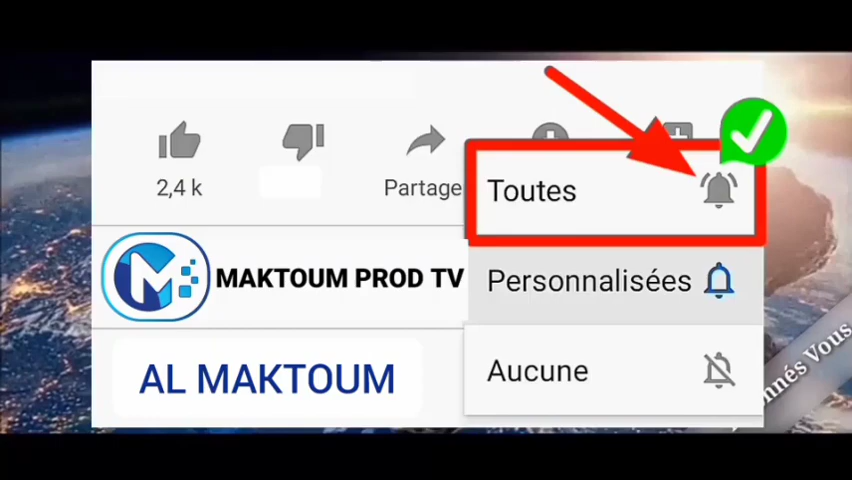 2,4 k
Partage
Toutes
MAKTOUM PROD TV
Personnalisées
AL MAKTOUM
Aucune
nnés Vous